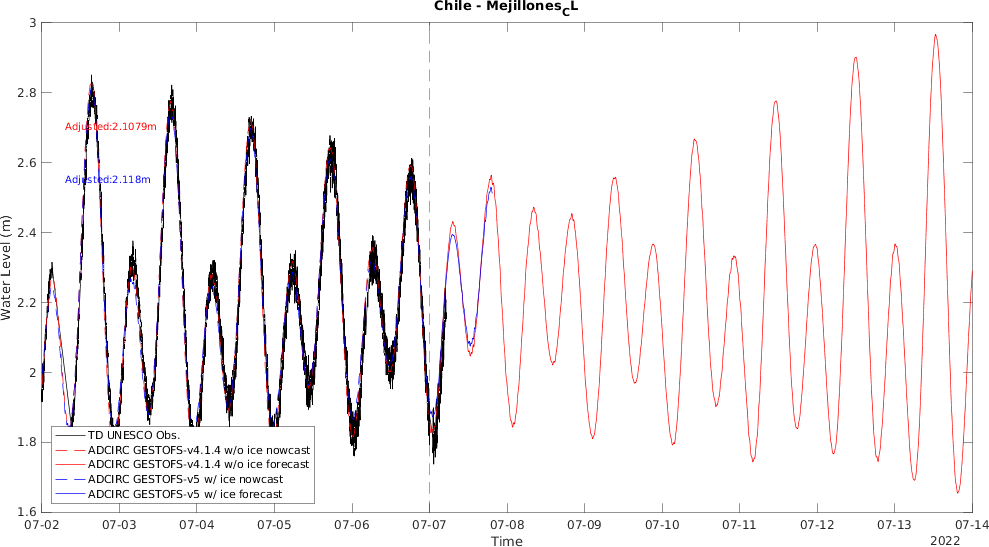 Chile - Mejillones_CL
Water Level (m)
3
2.8
2.6
2.4
2.2
2
1.8
1.6
Adjusted:2.1079m
Adjusted:2.118m
TD UNESCO Obs.
ADCIRC GESTOFS-v4.1.4 w/o ice nowcast
ADCIRC GESTOFS-v4.1.4 w/o ice forecast
ADCIRC GESTOFS-v5 w/ ice nowcast
ADCIRC GESTOFS-v5 w/ ice forecast
07-02 07-03 07-04 07-05 07-06 07-07 07-08 07-09 07-10 07-11 07-12 07-13 07-14
Time
2022